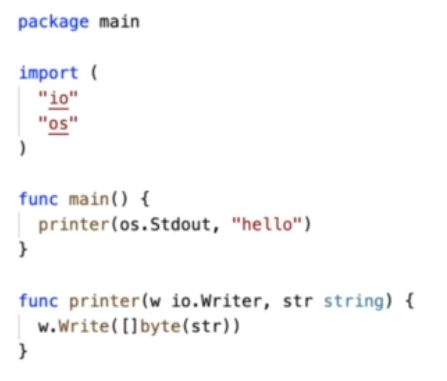 package main
import (
"io"
"os"
)
func main() {
printer(os.Stdout, "hello")
}
func printer(w io.Writer, str string) {
w.Write([]byte(str))
}